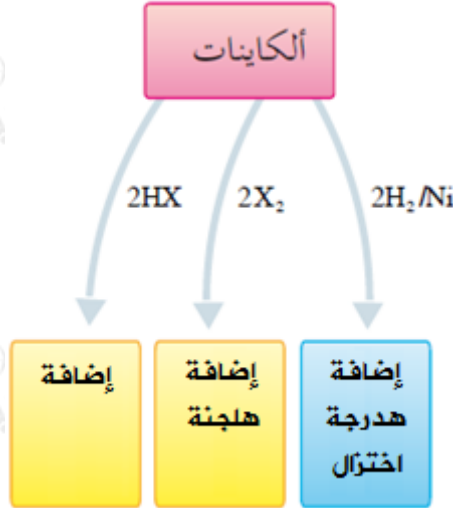 ألكاينات
2HX
2X₂
2H₂/Ni
إضافة
إضافة
هلجنة
إضافة
هدرجة
اختزال